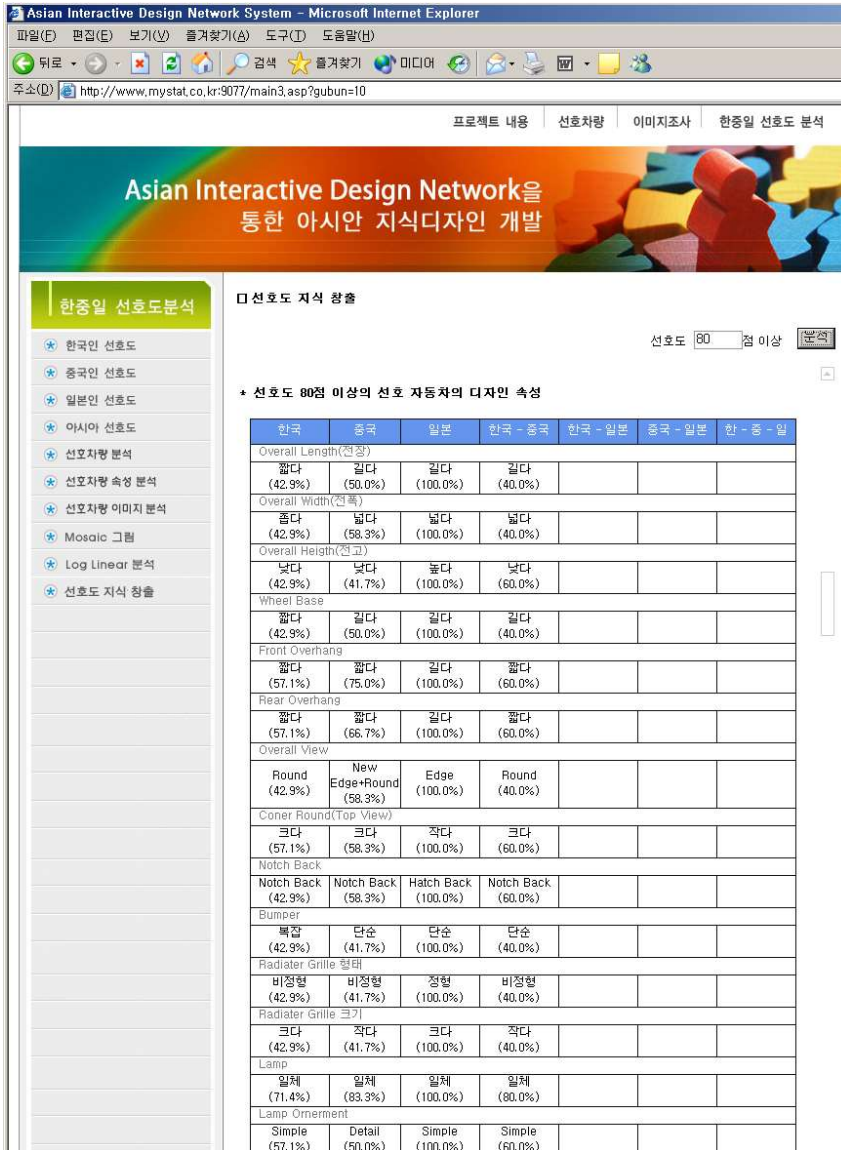 Asian Interactive Design Network System - Microsoft Internet Explorer
파일(F) 편집(E) 보기(V) 즐겨찾기(A) 도구(T) 도움말(H)
뒤로 검색 즐겨찾기 미디어
주소(D) http://www.mystat.co.kr:9077/main3.asp?gubun=10
프로젝트 내용 선호차량 이미지조사 한중일 선호도 분석
Asian Interactive Design Network을
통한 아시안 지식디자인 개발
한중일 선호도분석
한국인 선호도
중국인 선호도
일본인 선호도
아시아 선호도
선호차량 분석
선호차량 속성 분석
선호차량 이미지 분석
Mosaic 그림
Log Linear 분석
선호도 지식 창출
□ 선호도 지식 창출
선호도 80 점 이상 분석
* 선호도 80점 이상의 선호 자동차의 디자인 속성
한국 중국 일본 한국 - 중국 한국 - 일본 중국 - 일본 한 - 중 - 일
Overall Length(전장)
짧다 길다 길다 길다
(42.9%) (50.0%) (100.0%) (40.0%)
Overall Width(전폭)
좁다 넓다 넓다 넓다
(42.9%) (58.3%) (100.0%) (40.0%)
Overall Heigth(전고)
낮다 낮다 높다 낮다
(42.9%) (41.7%) (100.0%) (60.0%)
Wheel Base
짧다 길다 길다 길다
(42.9%) (50.0%) (100.0%) (40.0%)
Front Overhang
짧다 짧다 길다 짧다
(57.1%) (75.0%) (100.0%) (60.0%)
Rear Overhang
짧다 짧다 길다 짧다
(57.1%) (66.7%) (100.0%) (60.0%)
Overall View
Round New Edge+Round Edge Round
(42.9%) (58.3%) (100.0%) (40.0%)
Coner Round(Top View)
크다 크다 작다 크다
(57.1%) (58.3%) (100.0%) (60.0%)
Notch Back
Notch Back Notch Back Hatch Back Notch Back
(42.9%) (58.3%) (100.0%) (60.0%)
Bumper
복잡 단순 단순 단순
(42.9%) (41.7%) (100.0%) (40.0%)
Radiater Grille 형태
비정형 비정형 정형 비정형
(42.9%) (41.7%) (100.0%) (40.0%)
Radiater Grille 크기
크다 작다 크다 작다
(42.9%) (41.7%) (100.0%) (40.0%)
Lamp
일체 일체 일체 일체
(71.4%) (83.3%) (100.0%) (80.0%)
Lamp Ornerment
Simple Detail Simple Simple
(57.1%) (50.0%) (100.0%) (60.0%)